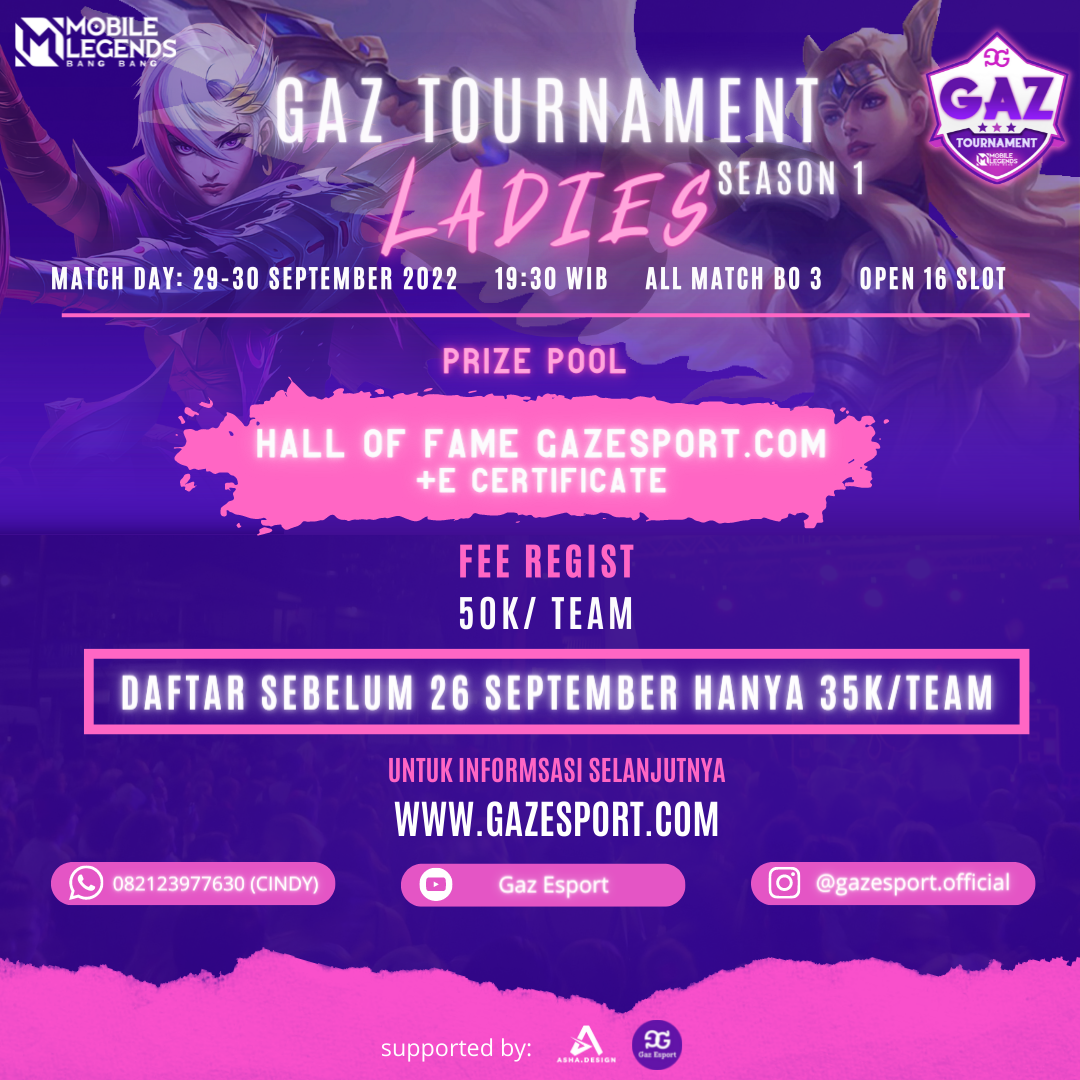 MOBILE
LEGENDS
BANG BANG
GAZ TOURNAMENT
LADIES
SEASON 1
GG
GAZ
TOURNAMENT
MOBILE
LEGENDS
MATCH DAY: 29-30 SEPTEMBER 2022 19:30 WIB ALL MATCH BO 3 OPEN 16 SLOT
PRIZE POOL
HALL OF FAME GAZESPORT.COM
+E CERTIFICATE
FEE REGIST
50K/ TEAM
DAFTAR SEBELUM 26 SEPTEMBER HANYA 35K/TEAM
UNTUK INFORMSASI SELANJUTNYA
WWW.GAZESPORT.COM
082123977630 (CINDY) Gaz Esport @gazesport.official
supported by:
ASHA.DESIGN
GG
Gaz Esport